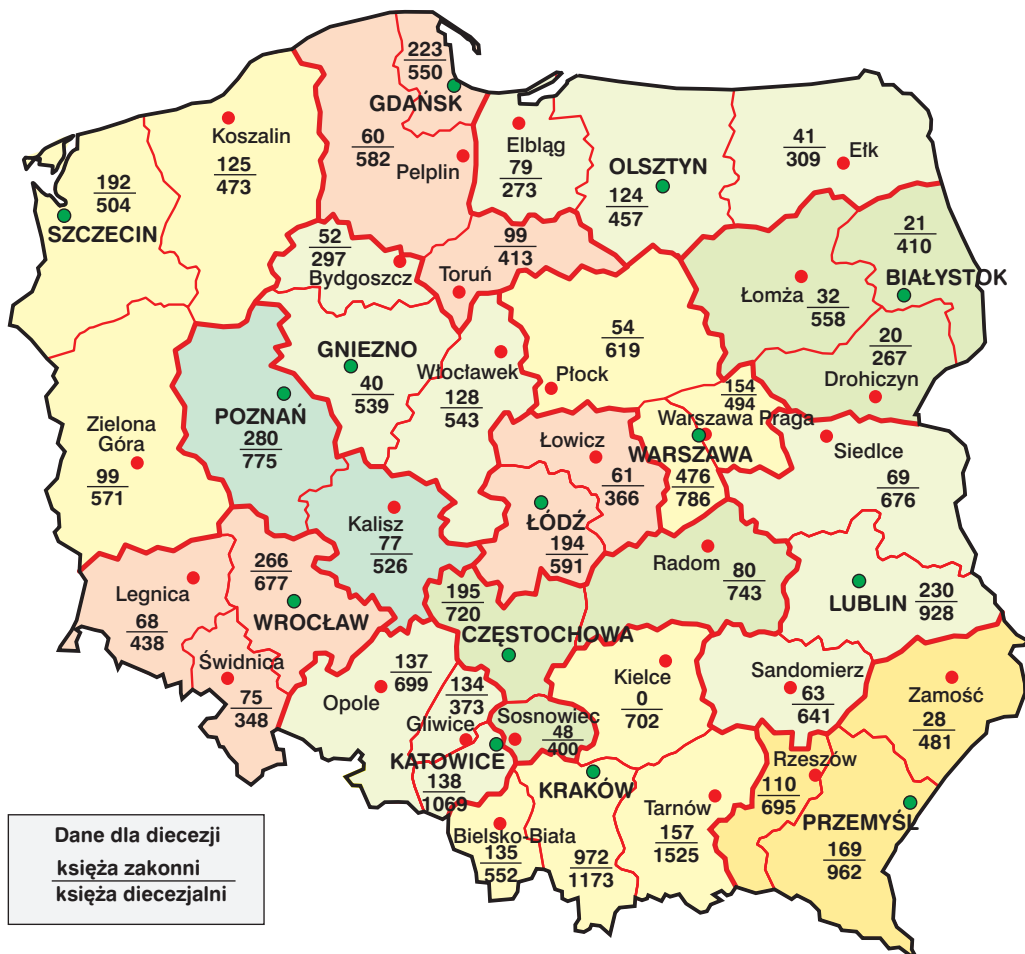 223
550
GDAŃSK
Koszalin
125
473
60
582
Pelplin
Elbląg
79
273
OLSZTYN
124
457
41
309
Ełk
192
504
SZCZECIN
52
297
Bydgoszcz
99
413
Toruń
21
410
BIAŁYSTOK
Łomża
32
558
20
267
Drohiczyn
54
619
Płock
GNIEZNO
40
539
Włocławek
128
543
POZNAŃ
280
775
Zielona
Góra
99
571
154
494
Warszawa Praga
WARSZAWA
476
786
Siedlce
69
676
Łowicz
61
366
ŁÓDŹ
194
591
Kalisz
77
526
Radom
80
743
LUBLIN
230
928
Legnica
68
438
266
677
WROCŁAW
195
720
CZĘSTOCHOWA
Świdnica
75
348
137
699
Opole
134
373
Gliwice
Sosnowiec
48
400
Kielce
0
702
Sandomierz
63
641
Zamość
28
481
KATOWICE
138
1069
KRAKÓW
972
1173
Tarnów
157
1525
Rzeszów
110
695
PRZEMYŚL
169
962
Bielsko-Biała
135
552
Dane dla diecezji
księża zakonni
księża diecezjalni